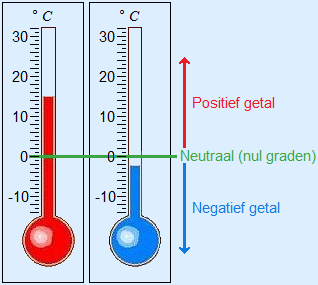 ° C
30
20
10
0
-10
° C
30
20
10
0
-10
Positief getal
Neutraal (nul graden)
Negatief getal